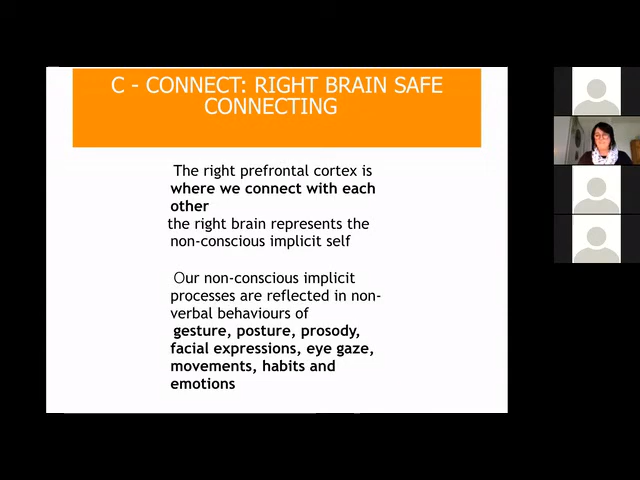 C - CONNECT: RIGHT BRAIN SAFE
CONNECTING
The right prefrontal cortex is
where we connect with each
other
the right brain represents the
non-conscious implicit self
Our non-conscious implicit
processes are reflected in non-
verbal behaviours of
gesture, posture, prosody,
facial expressions, eye gaze,
movements, habits and
emotions